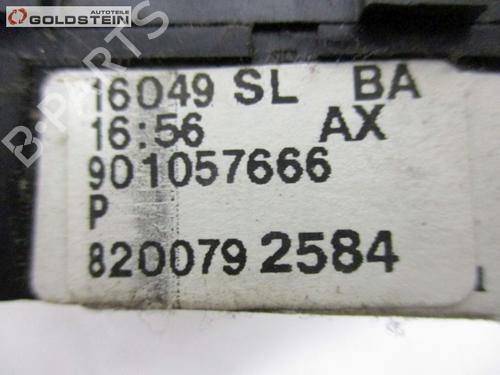 GOLDSTEIN
16049 SL BA
16:56 AX
901057666
P
8200792584